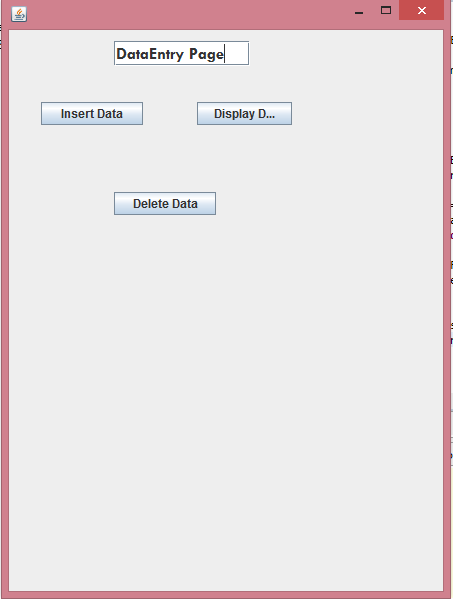 DataEntry Page
Insert Data
Display D...
Delete Data